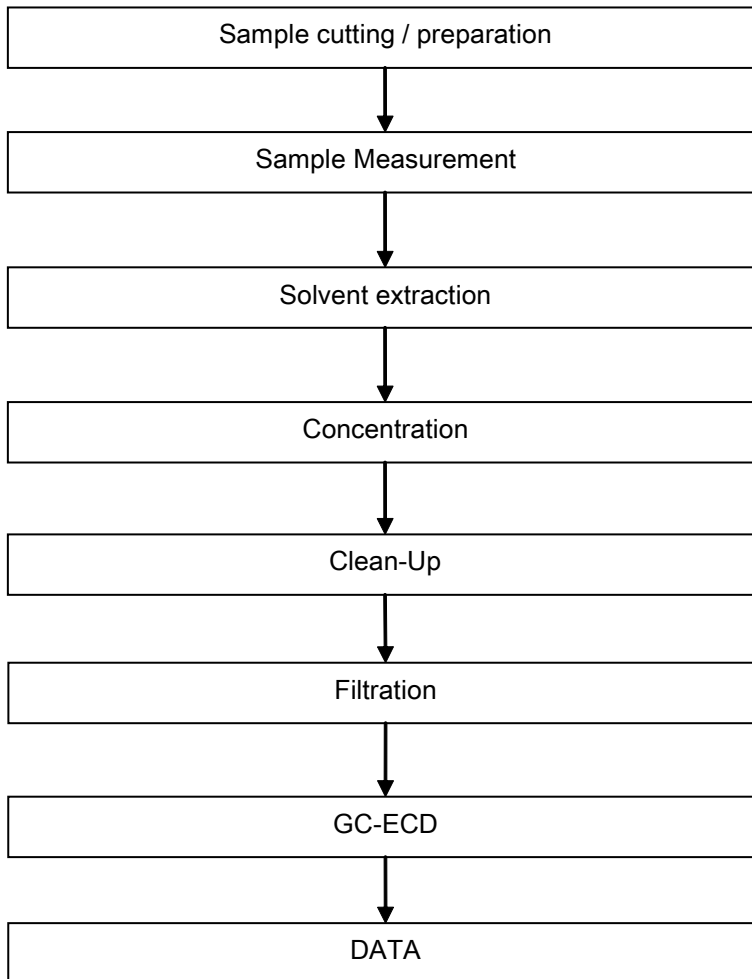 Sample cutting / preparation
Sample Measurement
Solvent extraction
Concentration
Clean-Up
Filtration
GC-ECD
DATA